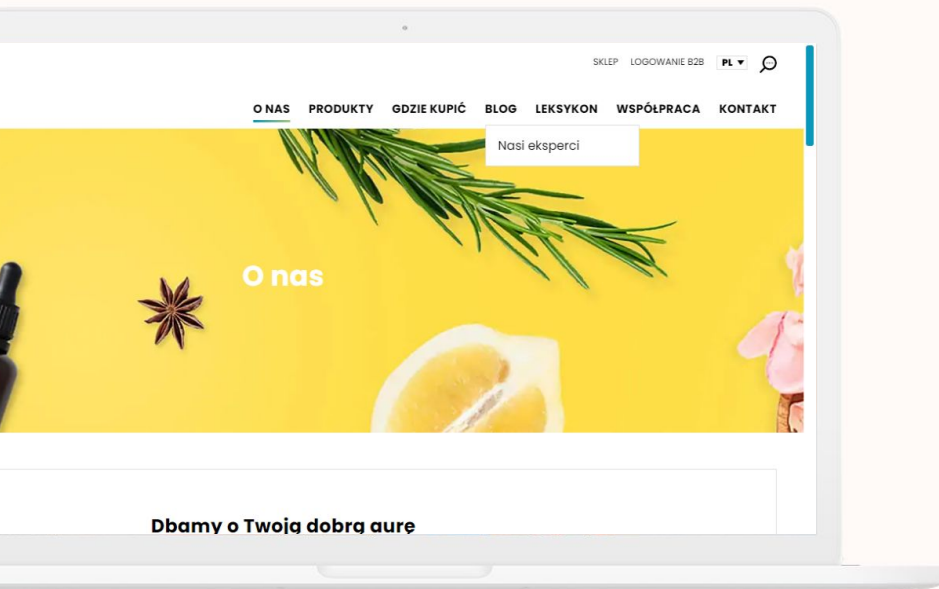 SKLEP LOGOWANIE B2B PL
O NAS PRODUKTY GDZIE KUPIĆ BLOG LEKSYKON WSPÓŁPRACA KONTAKT
Nasi eksperci
O nas
Dbamy o Twoją dobrą aurę